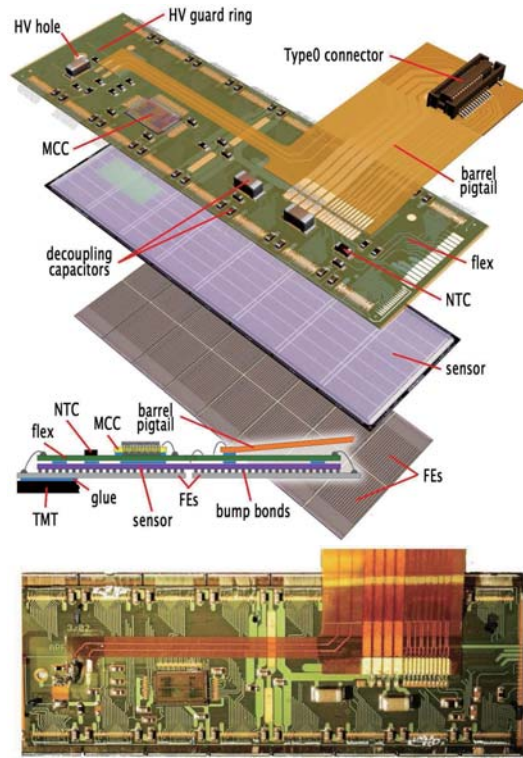 HV guard ring
HV hole
Type0 connector
MCC
barrel
pigtail
decoupling
capacitors
flex
NTC
sensor
barrel
pigtail
MCC
NTC
flex
FEs
glue
TMT
sensor
FEs
bump bonds